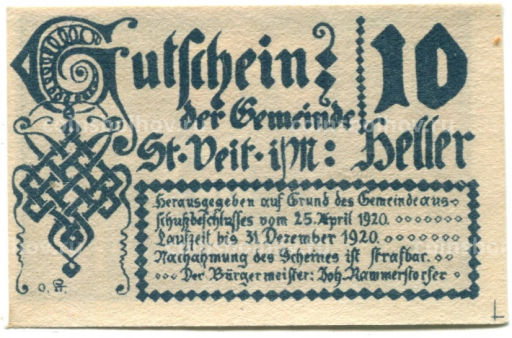 Gutschein
der Gemeinde
St. Veit i/M:
10
Heller
Herausgegeben auf Grund des Gemeindeaus-
schußbeschlusses vom 25. April 1920.
Laufzeit bis 31. Dezember 1920.
Nachahmung des Scheines ist strafbar.
Der Bürgermeister: Joh. Rammerstorfer